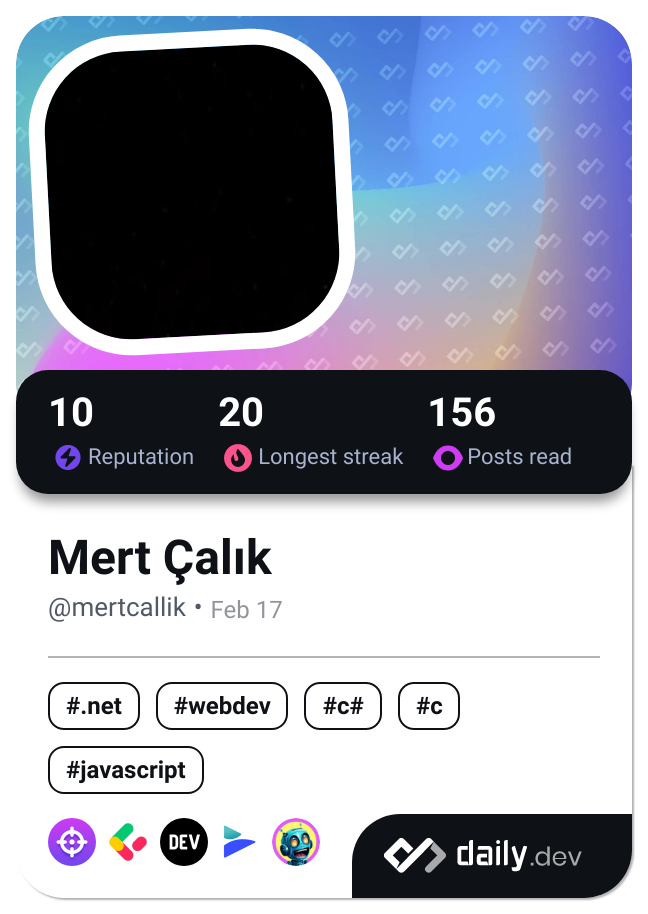 10 20 156
Reputation Longest streak Posts read
Mert Çalık
@mertcallik • Feb 17
#.net #webdev #c# #c
#javascript
DEV
daily.dev